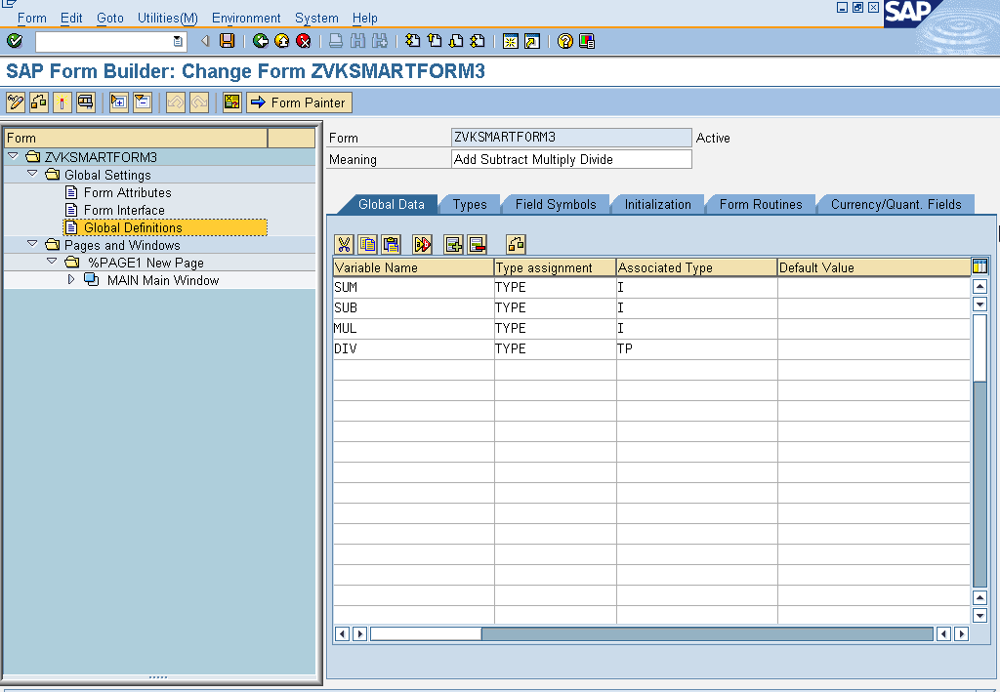 Form Edit Goto Utilities(M) Environment System Help
SAP
SAP Form Builder: Change Form ZVKSMARTFORM3
Form Painter
Form
ZVKSMARTFORM3
Global Settings
Form Attributes
Form Interface
Global Definitions
Pages and Windows
%PAGE1 New Page
MAIN Main Window
Form ZVKSMARTFORM3 Active
Meaning Add Subtract Multiply Divide
Global Data Types Field Symbols Initialization Form Routines Currency/Quant. Fields
Variable Name Type assignment Associated Type Default Value
SUM TYPE I
SUB TYPE I
MUL TYPE I
DIV TYPE TP